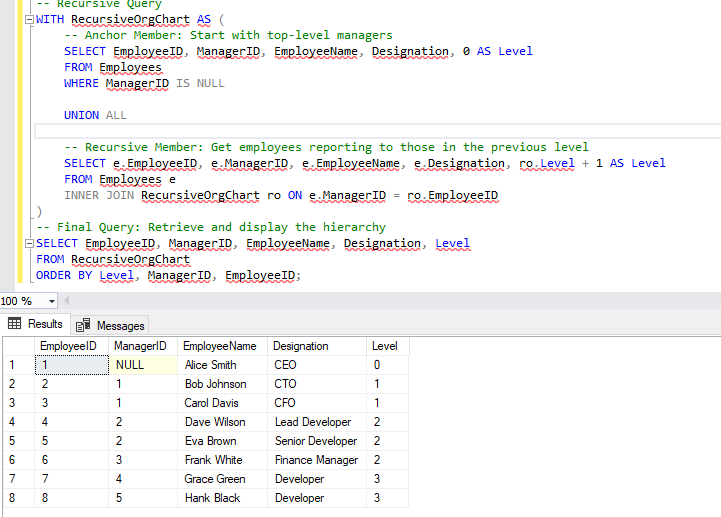 -- Recursive Query
WITH RecursiveOrgChart AS (
-- Anchor Member: Start with top-level managers
SELECT EmployeeID, ManagerID, EmployeeName, Designation, 0 AS Level
FROM Employees
WHERE ManagerID IS NULL
UNION ALL
-- Recursive Member: Get employees reporting to those in the previous level
SELECT e.EmployeeID, e.ManagerID, e.EmployeeName, e.Designation, ro.Level + 1 AS Level
FROM Employees e
INNER JOIN RecursiveOrgChart ro ON e.ManagerID = ro.EmployeeID
)
-- Final Query: Retrieve and display the hierarchy
SELECT EmployeeID, ManagerID, EmployeeName, Designation, Level
FROM RecursiveOrgChart
ORDER BY Level, ManagerID, EmployeeID;
100 %
Results Messages
EmployeeID ManagerID EmployeeName Designation Level
1 1 NULL Alice Smith CEO 0
2 2 1 Bob Johnson CTO 1
3 3 1 Carol Davis CFO 1
4 4 2 Dave Wilson Lead Developer 2
5 5 2 Eva Brown Senior Developer 2
6 6 3 Frank White Finance Manager 2
7 7 4 Grace Green Developer 3
8 8 5 Hank Black Developer 3